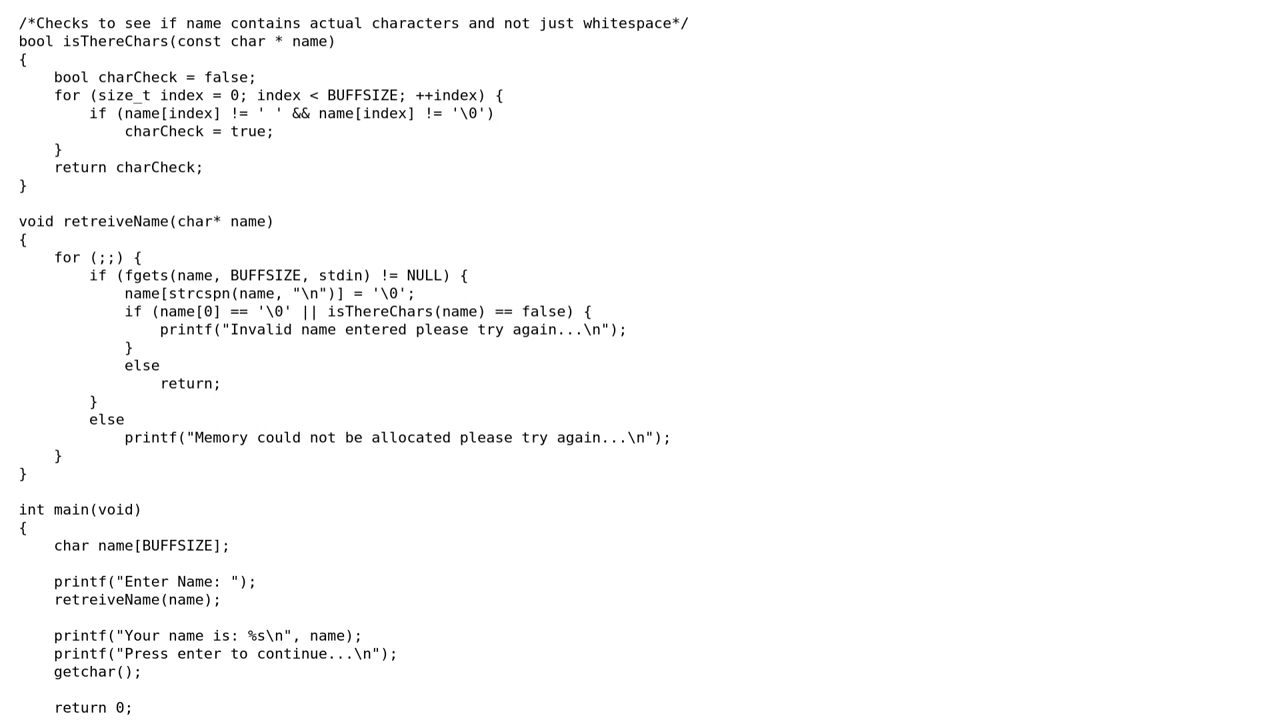 /*Checks to see if name contains actual characters and not just whitespace*/
bool isThereChars(const char * name)
{
    bool charCheck = false;
    for (size_t index = 0; index < BUFFSIZE; ++index) {
        if (name[index] != ' ' && name[index] != '\0')
            charCheck = true;
    }
    return charCheck;
}

void retreiveName(char* name)
{
    for (;;) {
        if (fgets(name, BUFFSIZE, stdin) != NULL) {
            name[strcspn(name, "\n")] = '\0';
            if (name[0] == '\0' || isThereChars(name) == false) {
                printf("Invalid name entered please try again...\n");
            }
            else
                return;
        }
        else
            printf("Memory could not be allocated please try again...\n");
    }
}

int main(void)
{
    char name[BUFFSIZE];

    printf("Enter Name: ");
    retreiveName(name);

    printf("Your name is: %s\n", name);
    printf("Press enter to continue...\n");
    getchar();

    return 0;